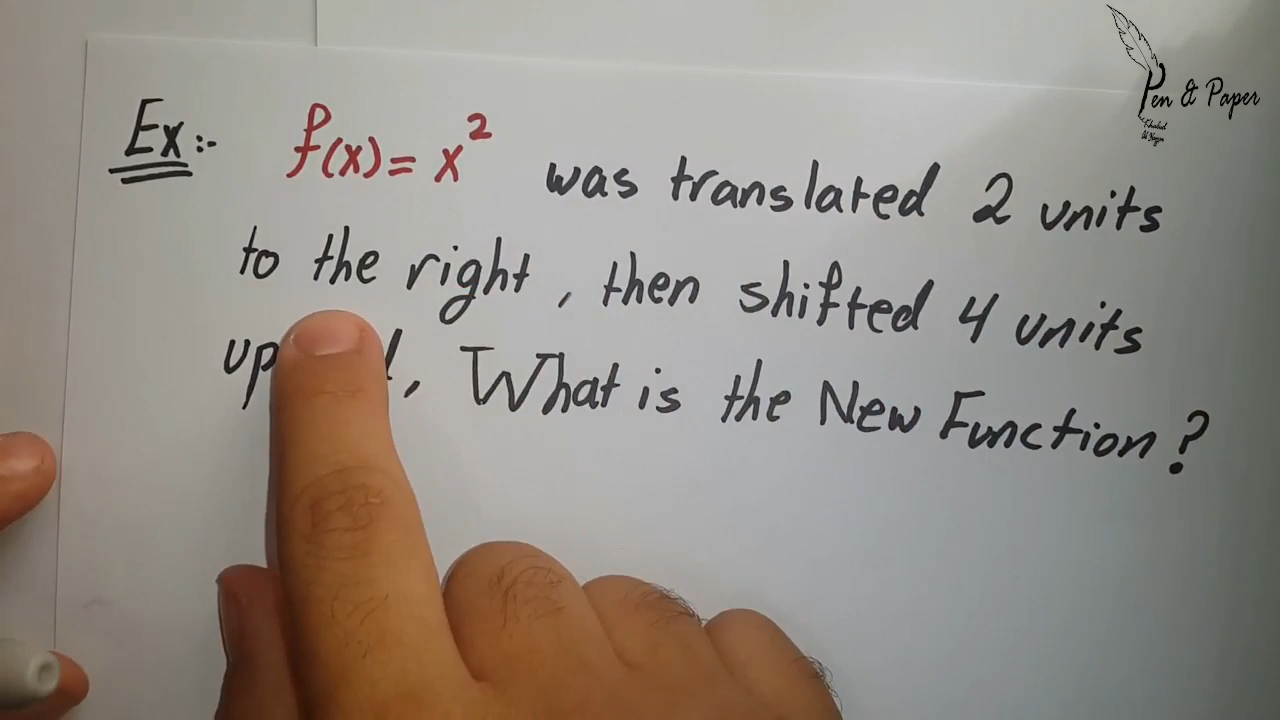 Pen & Paper
Khaled
Ex:- f(x) = x² was translated 2 units
to the right, then shifted 4 units
What is the New Function?